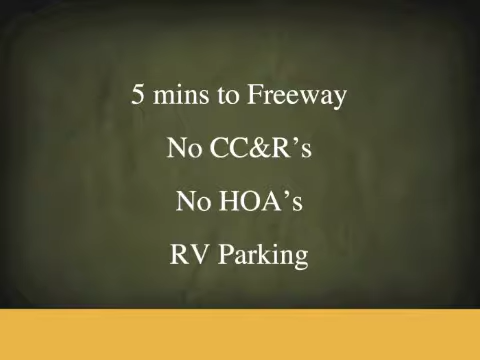 5 mins to Freeway
No CC&R’s
No HOA’s
RV Parking